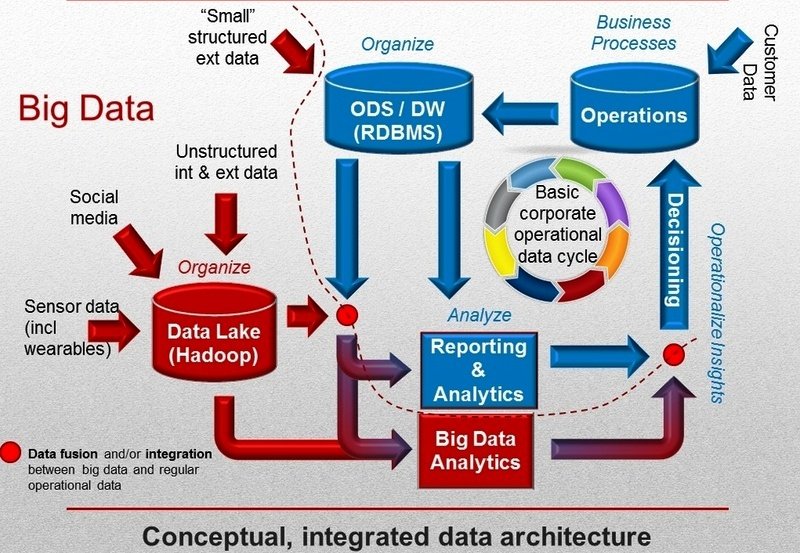 "Small"
structured
ext data
Organize
Business
Processes
Customer
Data
Big Data
ODS / DW
(RDBMS)
Operations
Unstructured
int & ext data
Social
media
Basic
corporate
operational
data cycle
Decisioning
Operationalize Insights
Organize
Sensor data
(incl
wearables)
Data Lake
(Hadoop)
Analyze
Reporting
&
Analytics
Big Data
Analytics
Data fusion and/or integration
between big data and regular
operational data
Conceptual, integrated data architecture